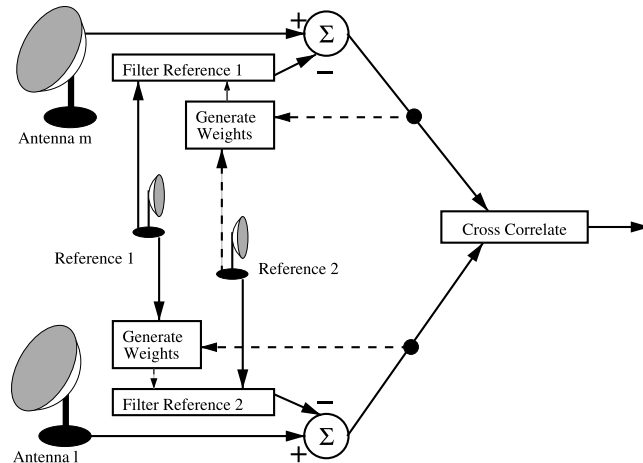 +
Σ
−
Filter Reference 1
Generate
Weights
Antenna m
Reference 1
Reference 2
Cross Correlate
Generate
Weights
Filter Reference 2
−
Σ
+
Antenna l